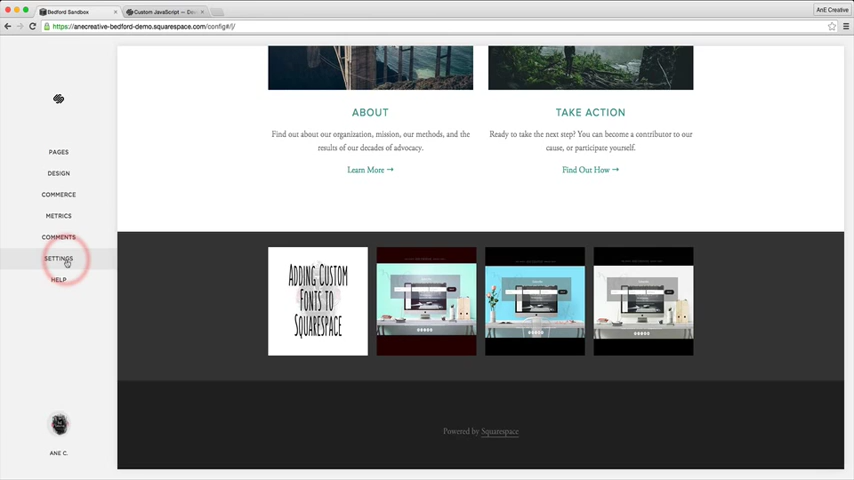 Bedford Sandbox
Custom JavaScript — Dem
AnE Creative
https://anecreative-bedford-demo.squarespace.com/config#/|/
PAGES
DESIGN
COMMERCE
METRICS
COMMENTS
SETTINGS
HELP
ANE C.
ABOUT
Find out about our organization, mission, our methods, and the
results of our decades of advocacy.
Learn More →
TAKE ACTION
Ready to take the next step? You can become a contributor to our
cause, or participate yourself.
Find Out How →
Adding Custom
Fonts to
Squarespace
Powered by Squarespace